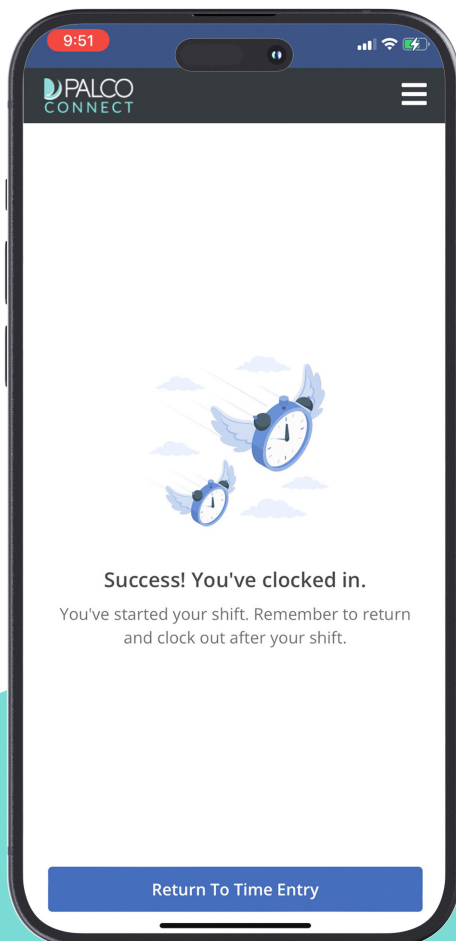 9:51
PALCO
CONNECT
Success! You've clocked in.
You've started your shift. Remember to return
and clock out after your shift.
Return To Time Entry